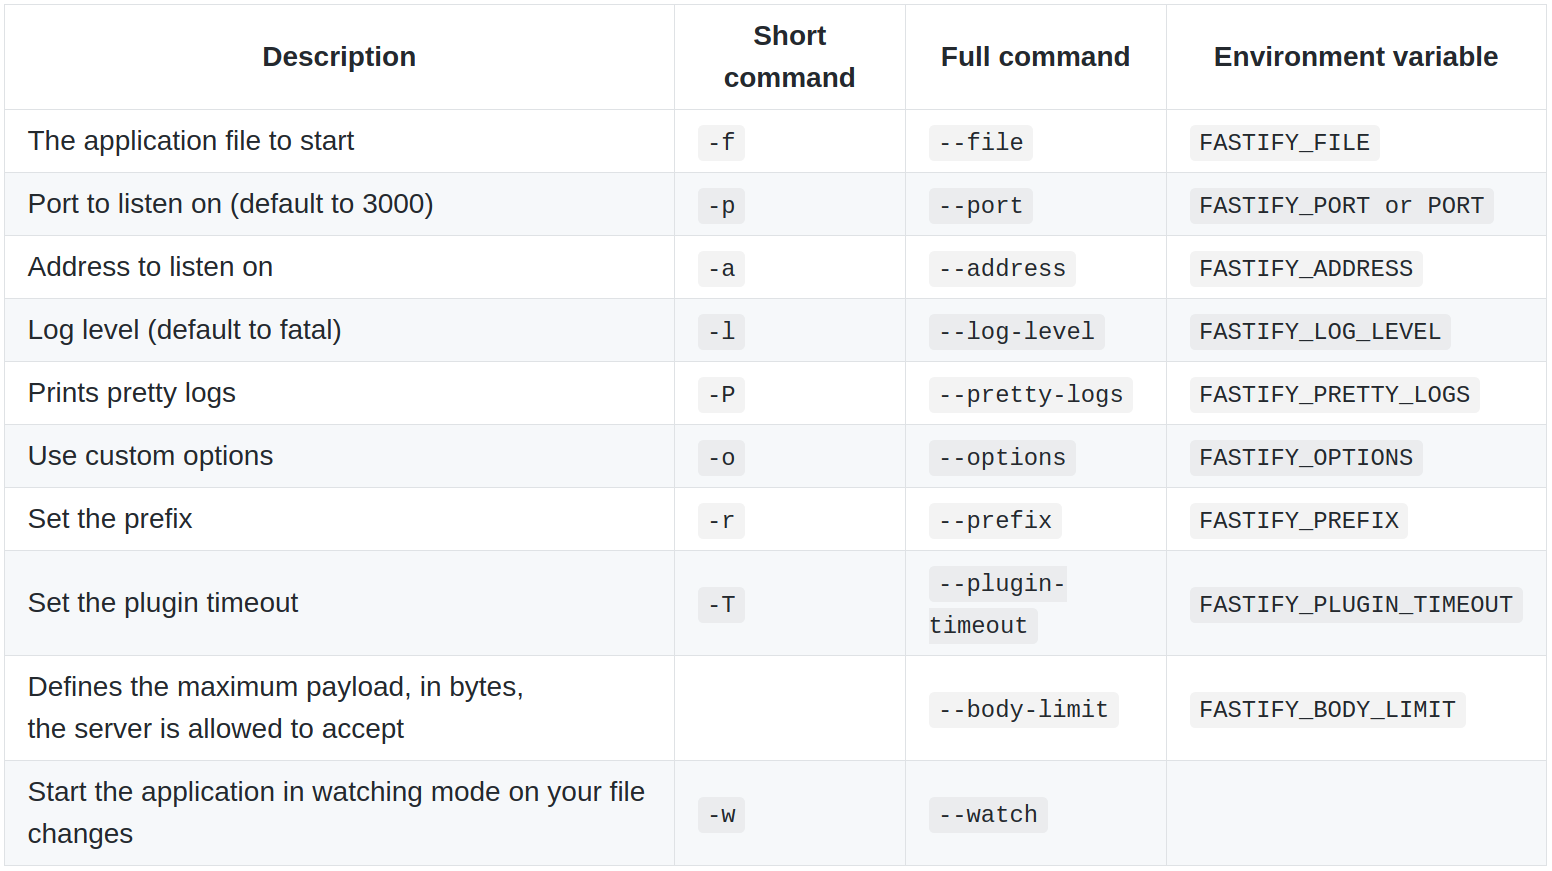 Description Short command Full command Environment variable
The application file to start -f --file FASTIFY_FILE
Port to listen on (default to 3000) -p --port FASTIFY_PORT or PORT
Address to listen on -a --address FASTIFY_ADDRESS
Log level (default to fatal) -l --log-level FASTIFY_LOG_LEVEL
Prints pretty logs -P --pretty-logs FASTIFY_PRETTY_LOGS
Use custom options -o --options FASTIFY_OPTIONS
Set the prefix -r --prefix FASTIFY_PREFIX
Set the plugin timeout -T --plugin-timeout FASTIFY_PLUGIN_TIMEOUT
Defines the maximum payload, in bytes,
the server is allowed to accept --body-limit FASTIFY_BODY_LIMIT
Start the application in watching mode on your file
changes -w --watch